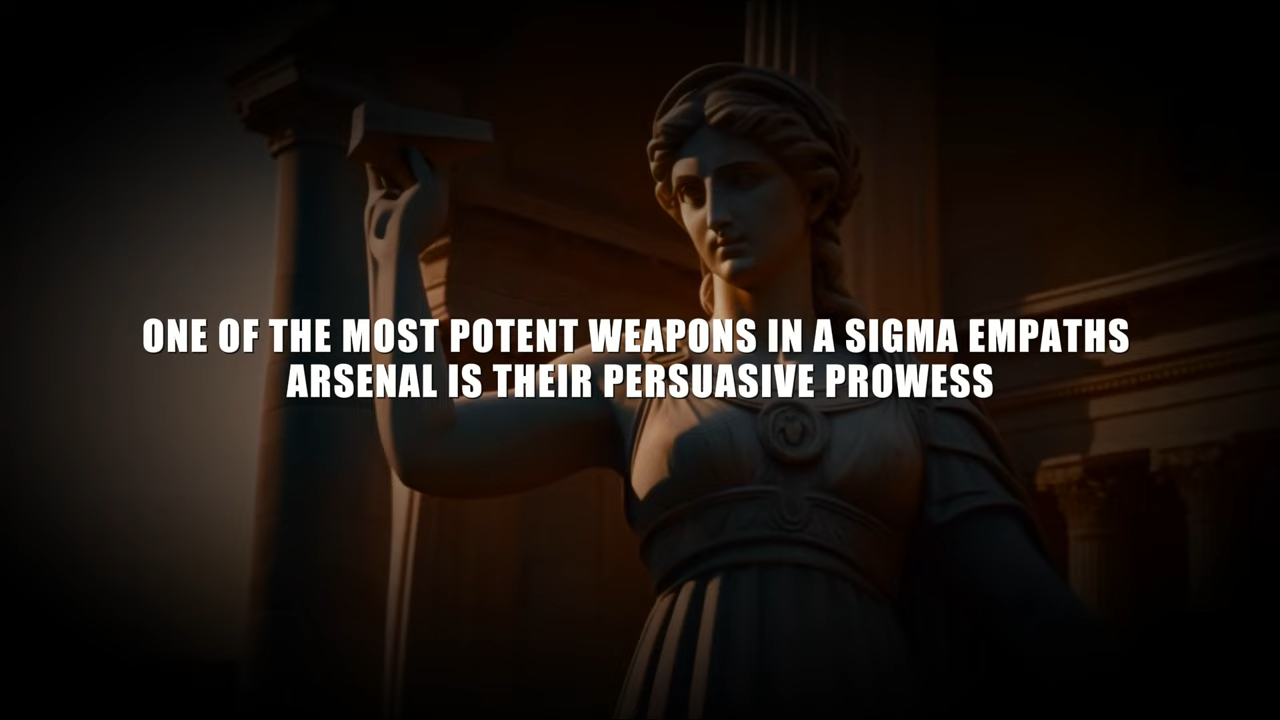 ONE OF THE MOST POTENT WEAPONS IN A SIGMA EMPATHS
ARSENAL IS THEIR PERSUASIVE PROWESS